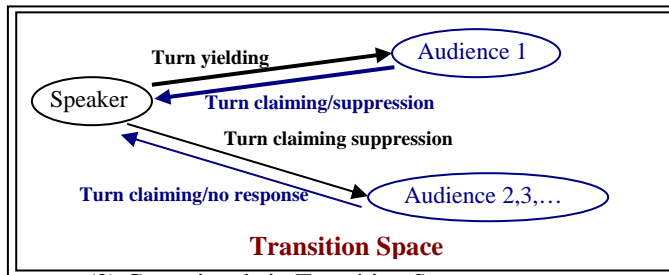 Turn yielding
Audience 1
Speaker
Turn claiming/suppression
Turn claiming suppression
Turn claiming/no response
Audience 2,3,…
Transition Space